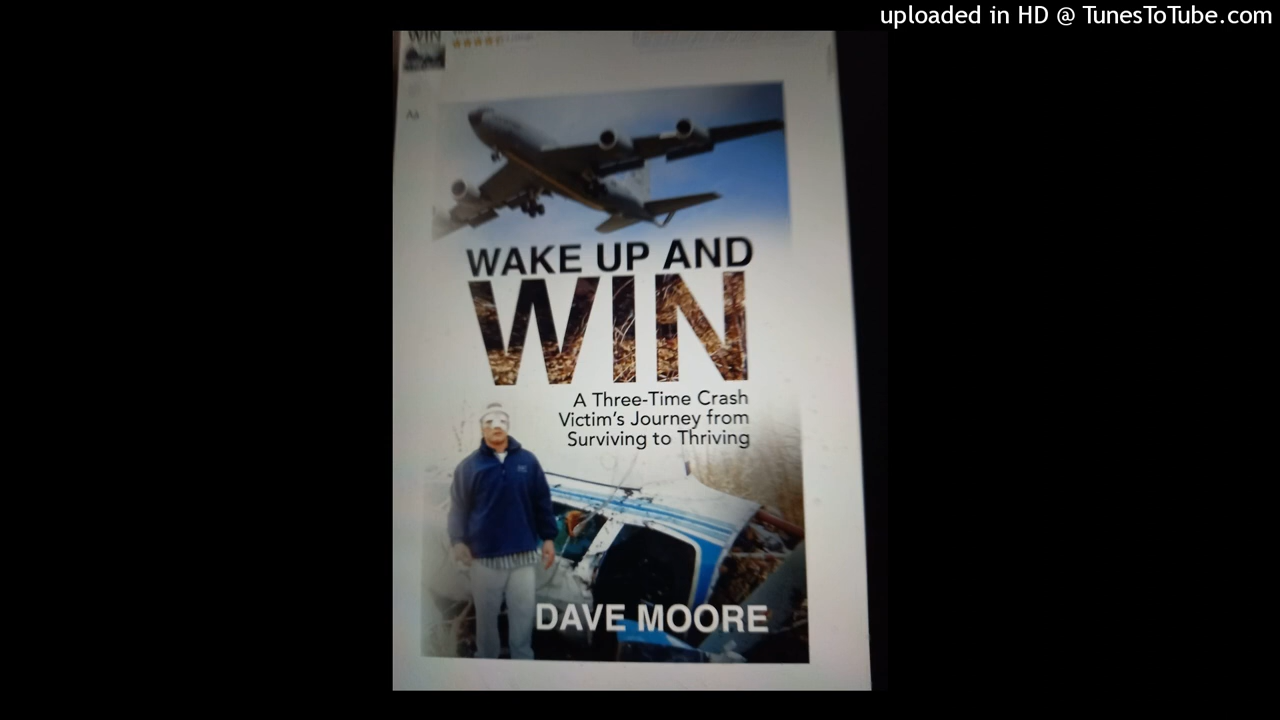 uploaded in HD @ TunesToTube.com
WIN
WAKE UP AND
WIN
A Three-Time Crash
Victim's Journey from
Surviving to Thriving
DAVE MOORE